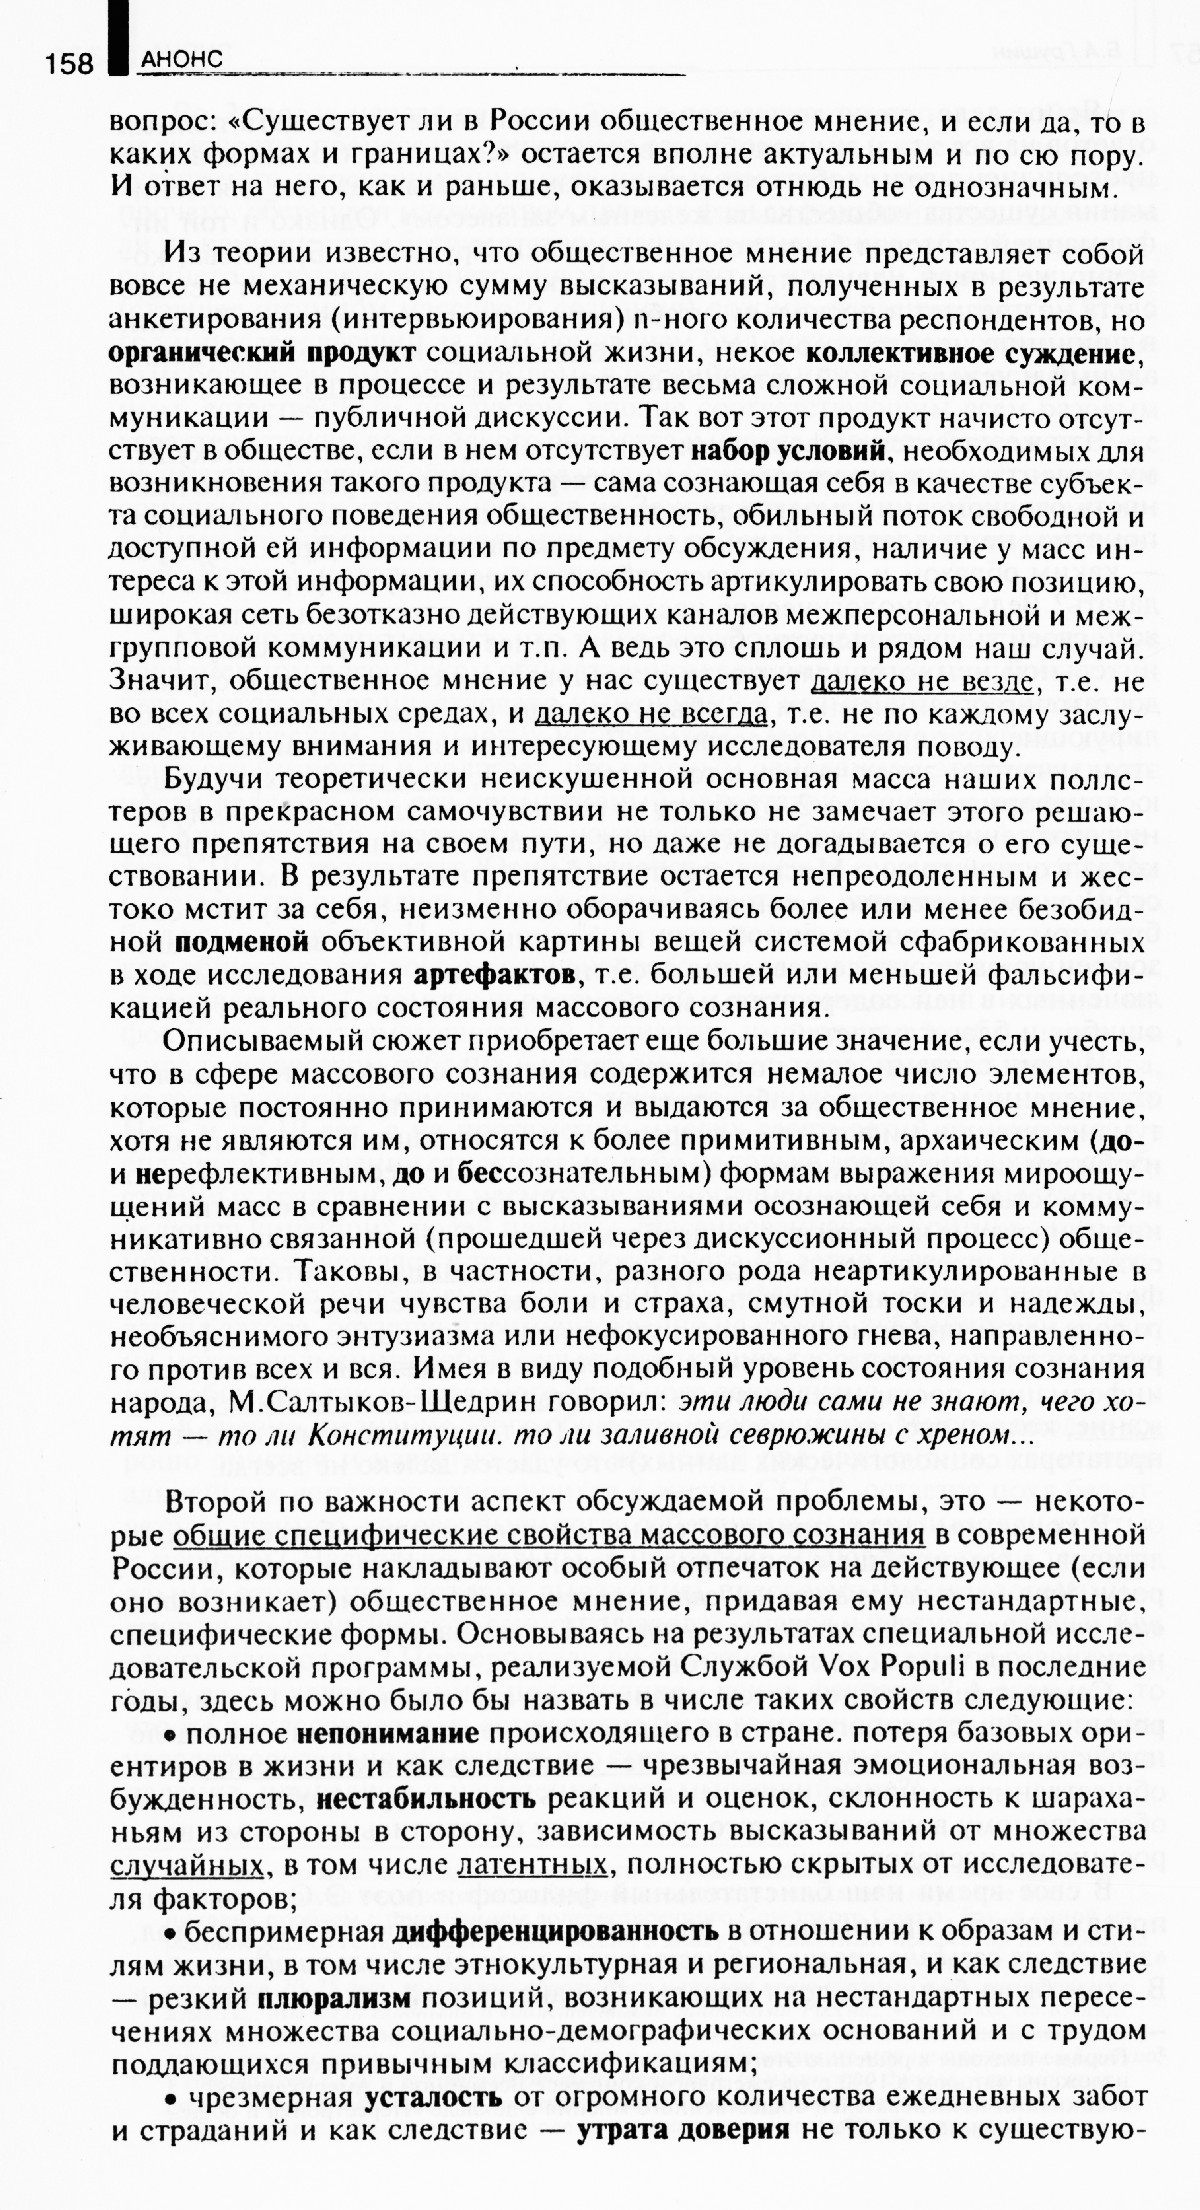 158 АНОНС
вопрос: «Существует ли в России общественное мнение, и если да, то в
каких формах и границах?» остается вполне актуальным и по сю пору.
И ответ на него, как и раньше, оказывается отнюдь не однозначным.
Из теории известно, что общественное мнение представляет собой
вовсе не механическую сумму высказываний, полученных в результате
анкетирования (интервьюирования) n-ного количества респондентов, но
органический продукт социальной жизни, некое коллективное суждение,
возникающее в процессе и результате весьма сложной социальной ком-
муникации — публичной дискуссии. Так вот этот продукт начисто отсут-
ствует в обществе, если в нем отсутствует набор условий, необходимых для
возникновения такого продукта — сама сознающая себя в качестве субъек-
та социального поведения общественность, обильный поток свободной и
доступной ей информации по предмету обсуждения, наличие у масс ин-
тереса к этой информации, их способность артикулировать свою позицию,
широкая сеть безотказно действующих каналов межперсональной и меж-
групповой коммуникации и т.п. А ведь это сплошь и рядом наш случай.
Значит, общественное мнение у нас существует далеко не везде, т.е. не
во всех социальных средах, и далеко не всегда, т.е. не по каждому заслу-
живающему внимания и интересующему исследователя поводу.
Будучи теоретически неискушенной основная масса наших поллс-
теров в прекрасном самочувствии не только не замечает этого решаю-
щего препятствия на своем пути, но даже не догадывается о его суще-
ствовании. В результате препятствие остается непреодоленным и жес-
токо мстит за себя, неизменно оборачиваясь более или менее безобид-
ной подменой объективной картины вещей системой сфабрикованных
в ходе исследования артефактов, т.е. большей или меньшей фальсифи-
кацией реального состояния массового сознания.
Описываемый сюжет приобретает еще большие значение, если учесть,
что в сфере массового сознания содержится немалое число элементов,
которые постоянно принимаются и выдаются за общественное мнение,
хотя не являются им, относятся к более примитивным, архаическим (до-
и нерефлективным, до и бессознательным) формам выражения мироощу-
щений масс в сравнении с высказываниями осознающей себя и комму-
никативно связанной (прошедшей через дискуссионный процесс) обще-
ственности. Таковы, в частности, разного рода неартикулированные в
человеческой речи чувства боли и страха, смутной тоски и надежды,
необъяснимого энтузиазма или нефокусированного гнева, направленно-
го против всех и вся. Имея в виду подобный уровень состояния сознания
народа, М.Салтыков-Щедрин говорил: эти люди сами не знают, чего хо-
тят — то ли Конституции. то ли заливной севрюжины с хреном...
Второй по важности аспект обсуждаемой проблемы, это — некото-
рые общие специфические свойства массового сознания в современной
России, которые накладывают особый отпечаток на действующее (если
оно возникает) общественное мнение, придавая ему нестандартные,
специфические формы. Основываясь на результатах специальной иссле-
довательской программы, реализуемой Службой Vox Populi в последние
годы, здесь можно было бы назвать в числе таких свойств следующие:
• полное непонимание происходящего в стране. потеря базовых ори-
ентиров в жизни и как следствие — чрезвычайная эмоциональная воз-
бужденность, нестабильность реакций и оценок, склонность к шараха-
ньям из стороны в сторону, зависимость высказываний от множества
случайных, в том числе латентных, полностью скрытых от исследовате-
ля факторов;
• беспримерная дифференцированность в отношении к образам и сти-
лям жизни, в том числе этнокультурная и региональная, и как следствие
— резкий плюрализм позиций, возникающих на нестандартных пересе-
чениях множества социально-демографических оснований и с трудом
поддающихся привычным классификациям;
• чрезмерная усталость от огромного количества ежедневных забот
и страданий и как следствие — утрата доверия не только к существую-